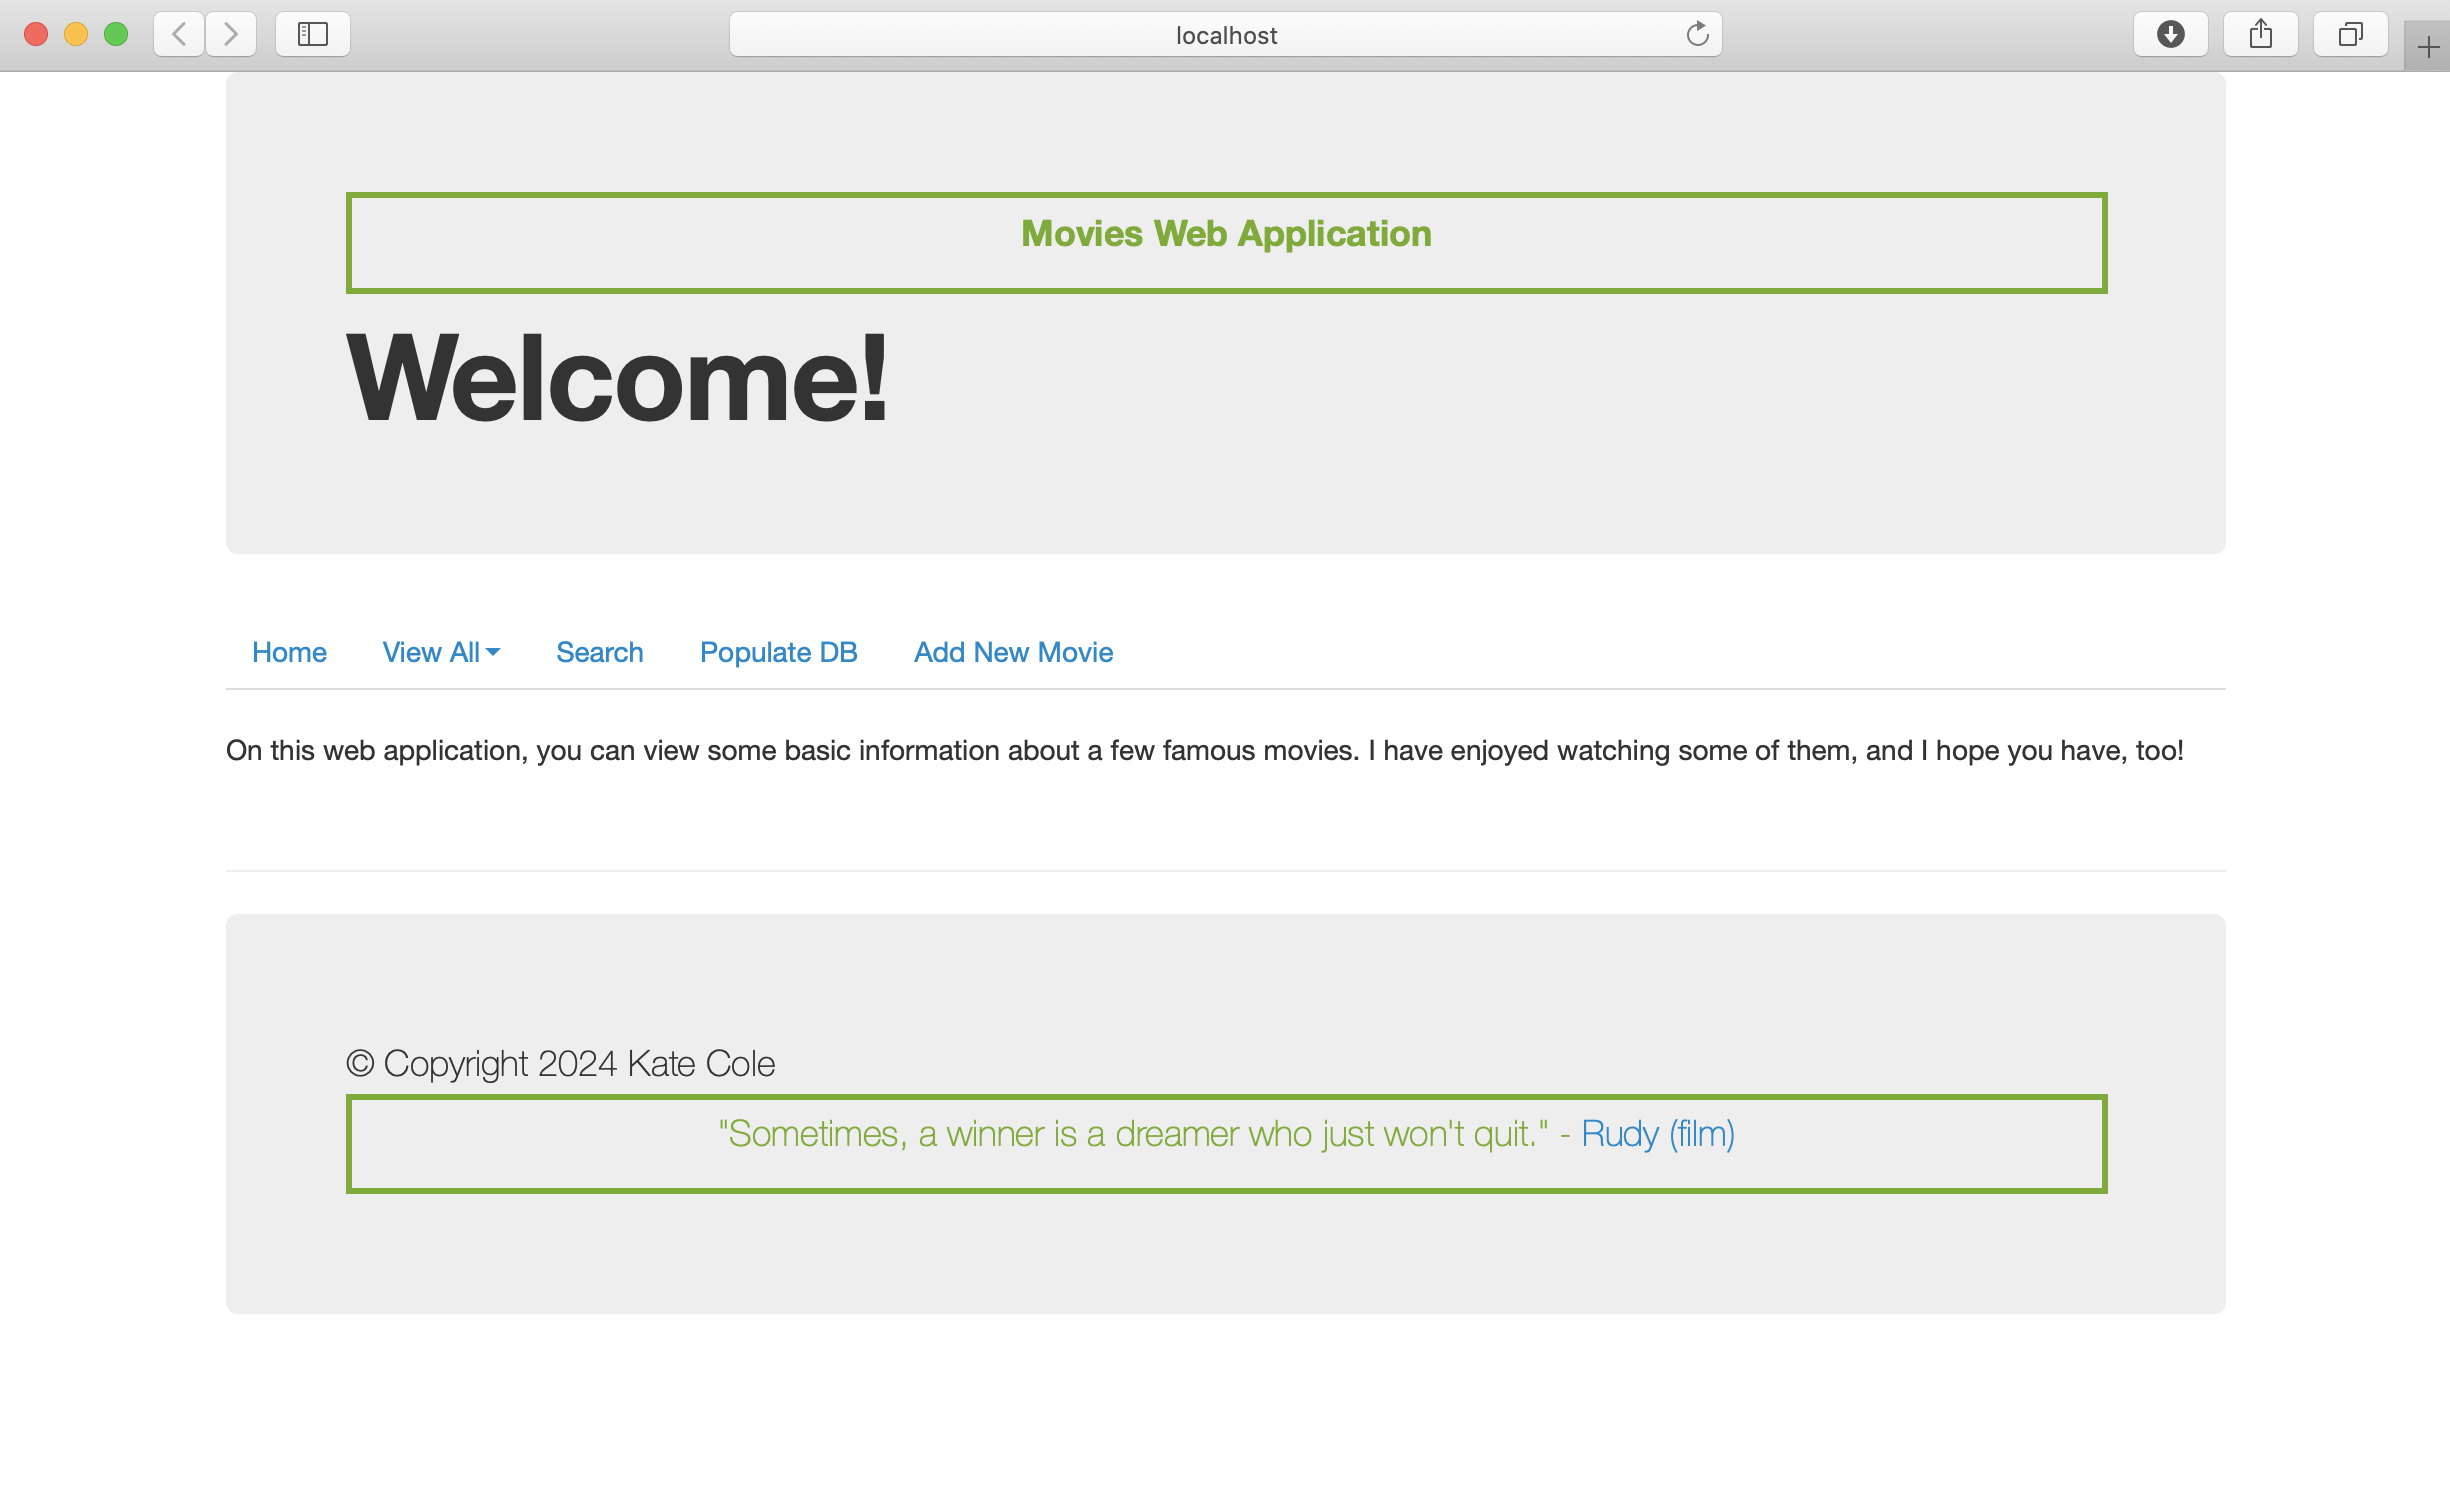 localhost
Movies Web Application
Welcome!
Home View All Search Populate DB Add New Movie
On this web application, you can view some basic information about a few famous movies. I have enjoyed watching some of them, and I hope you have, too!
© Copyright 2024 Kate Cole
"Sometimes, a winner is a dreamer who just won't quit." - Rudy (film)